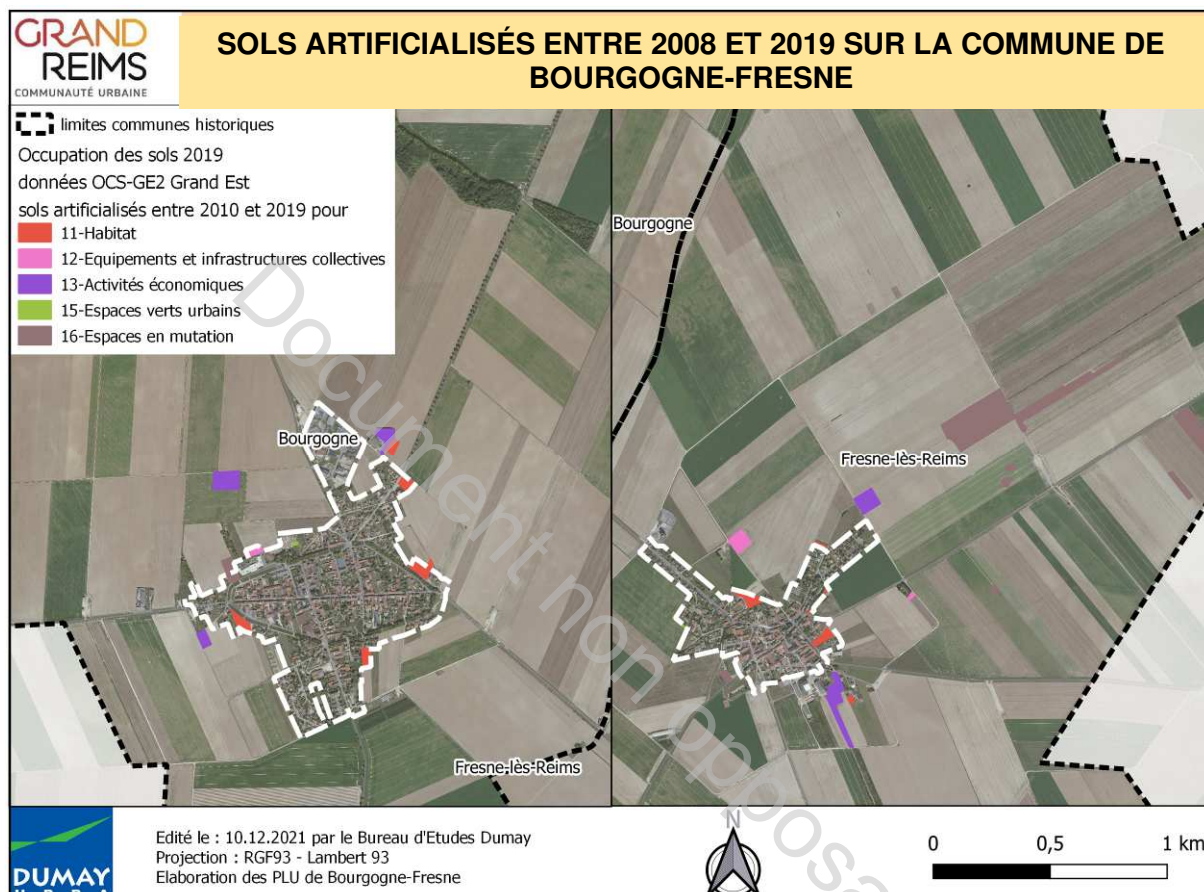 GRAND
REIMS
COMMUNAUTÉ URBAINE
SOLS ARTIFICIALISÉS ENTRE 2008 ET 2019 SUR LA COMMUNE DE
BOURGOGNE-FRESNE
limites communes historiques
Occupation des sols 2019
données OCS-GE2 Grand Est
sols artificialisés entre 2010 et 2019 pour
11-Habitat
12-Equipements et infrastructures collectives
13-Activités économiques
15-Espaces verts urbains
16-Espaces en mutation
Bourgogne
Bourgogne
Fresne-lès-Reims
Fresne-lès-Reims
Document non opposa
DUMAY
Edité le : 10.12.2021 par le Bureau d'Etudes Dumay
Projection : RGF93 - Lambert 93
Elaboration des PLU de Bourgogne-Fresne
N
0 0,5 1 km